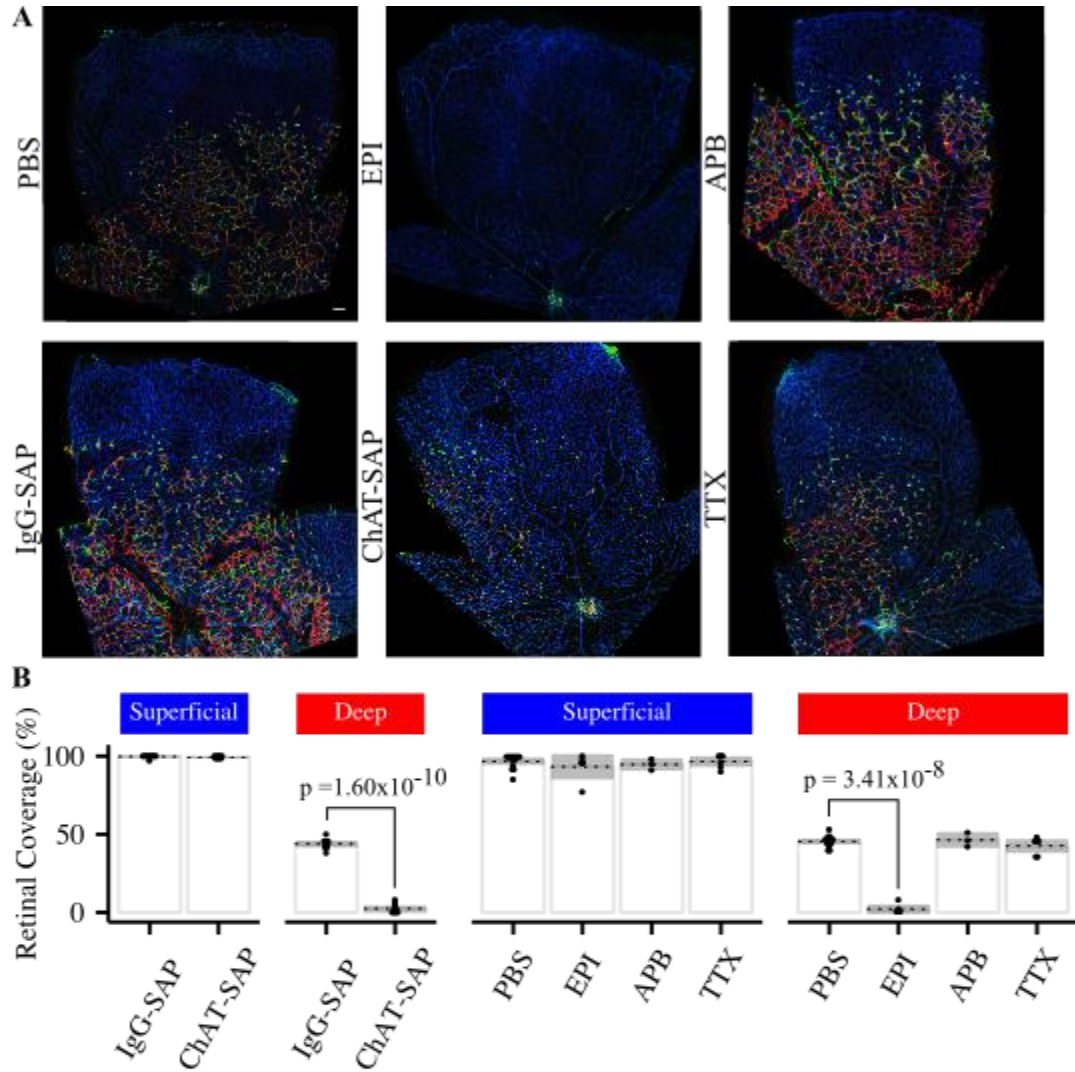 A
PBS
EPI
APB
IgG-SAP
ChAT-SAP
TTX
B
Superficial
Deep
Superficial
Deep
Retinal Coverage (%)
100
50
0
p =1.60x10⁻¹⁰
p = 3.41x10⁻⁸
IgG-SAP
ChAT-SAP
IgG-SAP
ChAT-SAP
PBS
EPI
APB
TTX
PBS
EPI
APB
TTX